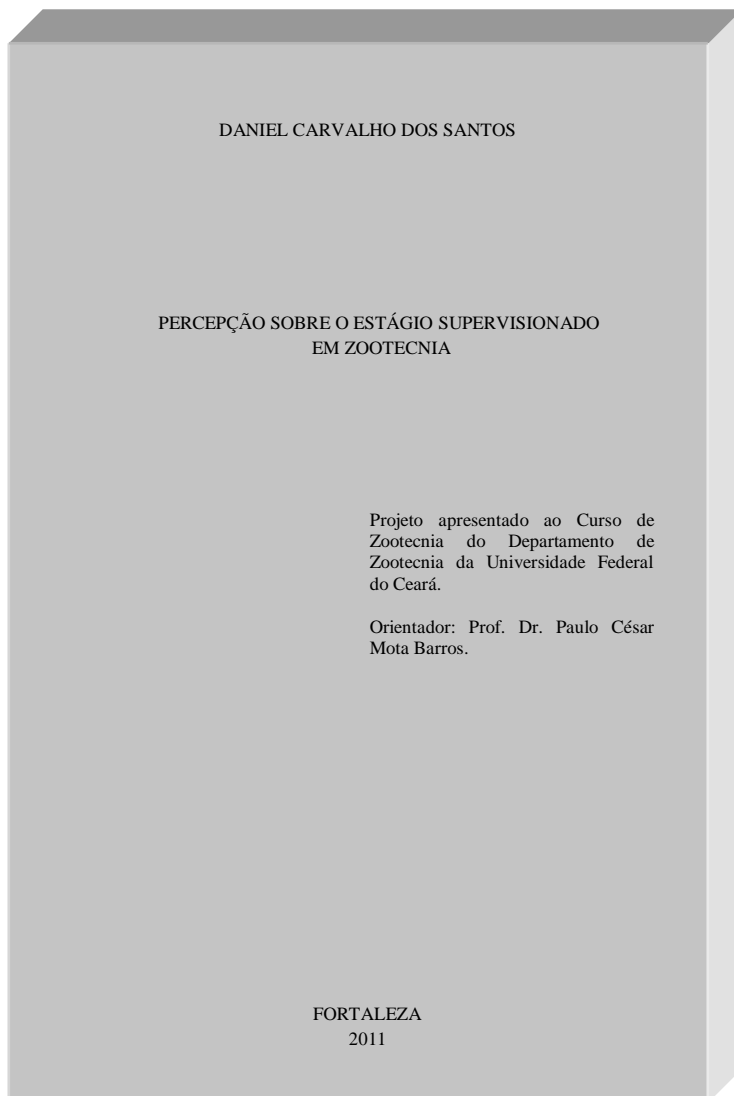 DANIEL CARVALHO DOS SANTOS
PERCEPÇÃO SOBRE O ESTÁGIO SUPERVISIONADO
EM ZOOTECNIA
Projeto apresentado ao Curso de
Zootecnia do Departamento de
Zootecnia da Universidade Federal
do Ceará.
Orientador: Prof. Dr. Paulo César
Mota Barros.
FORTALEZA
2011